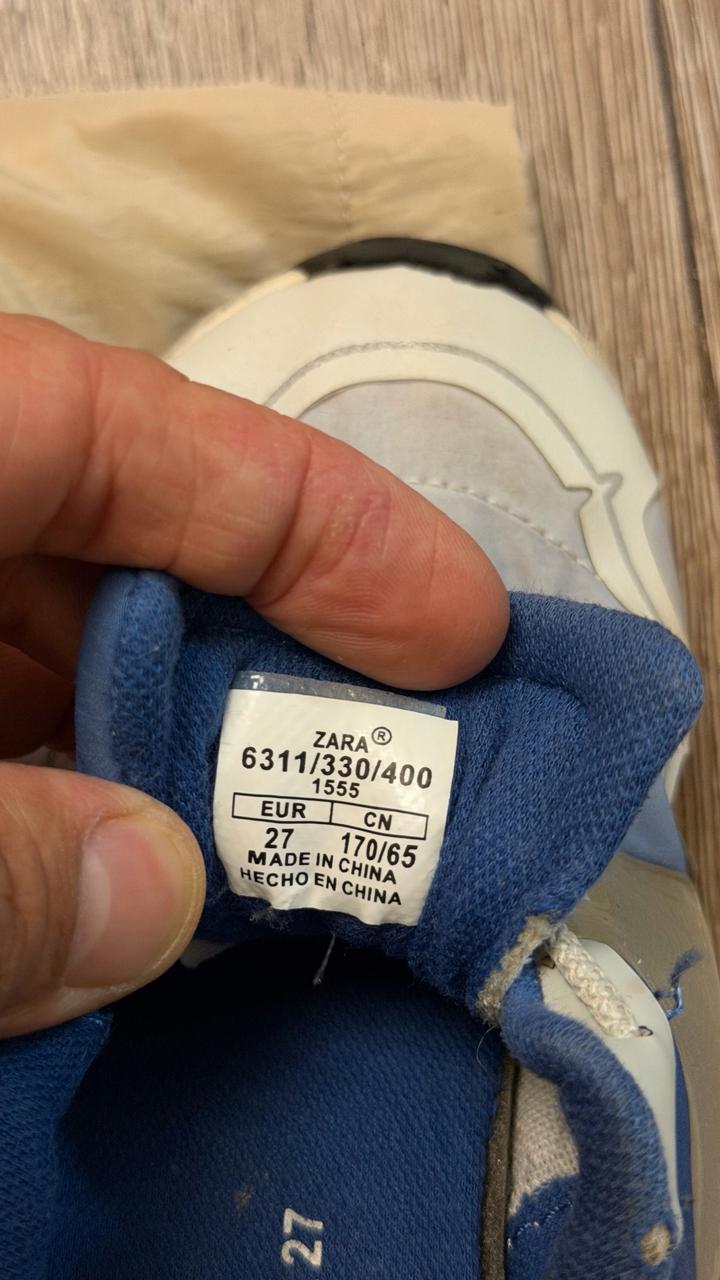 ZARA®
6311/330/400
1555
EUR CN
27 170/65
MADE IN CHINA
HECHO EN CHINA
27